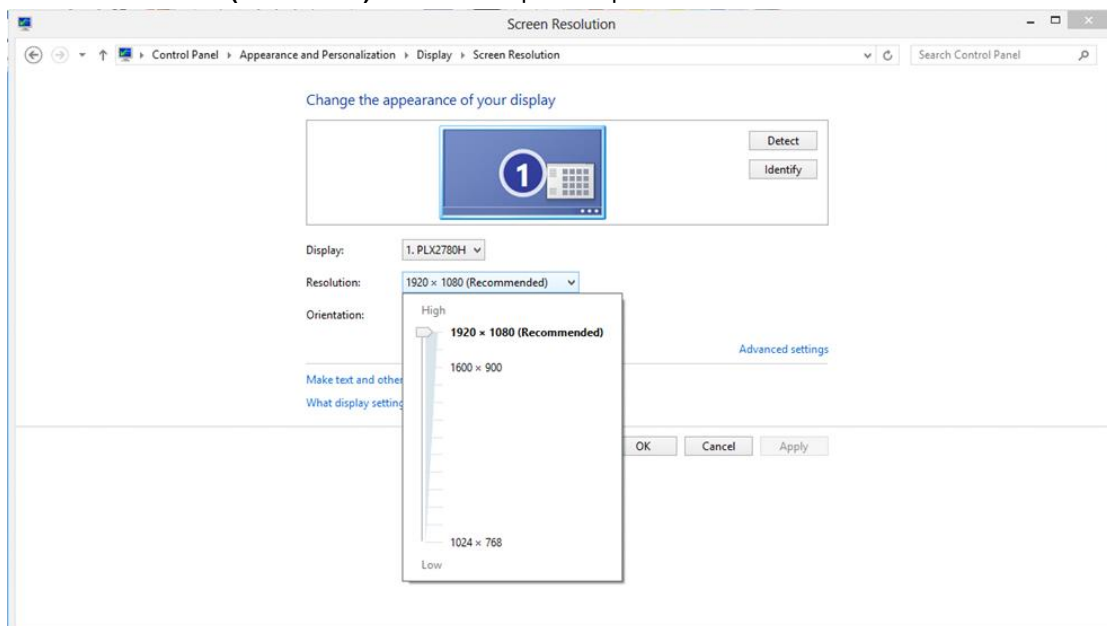 Screen Resolution
Control Panel Appearance and Personalization Display Screen Resolution
Search Control Panel
Change the appearance of your display
1
Detect
Identify
Display:
1. PLX2780H
Resolution:
1920 × 1080 (Recommended)
Orientation:
High
1920 × 1080 (Recommended)
1600 × 900
1024 × 768
Low
Advanced settings
Make text and other
What display setting
OK
Cancel
Apply